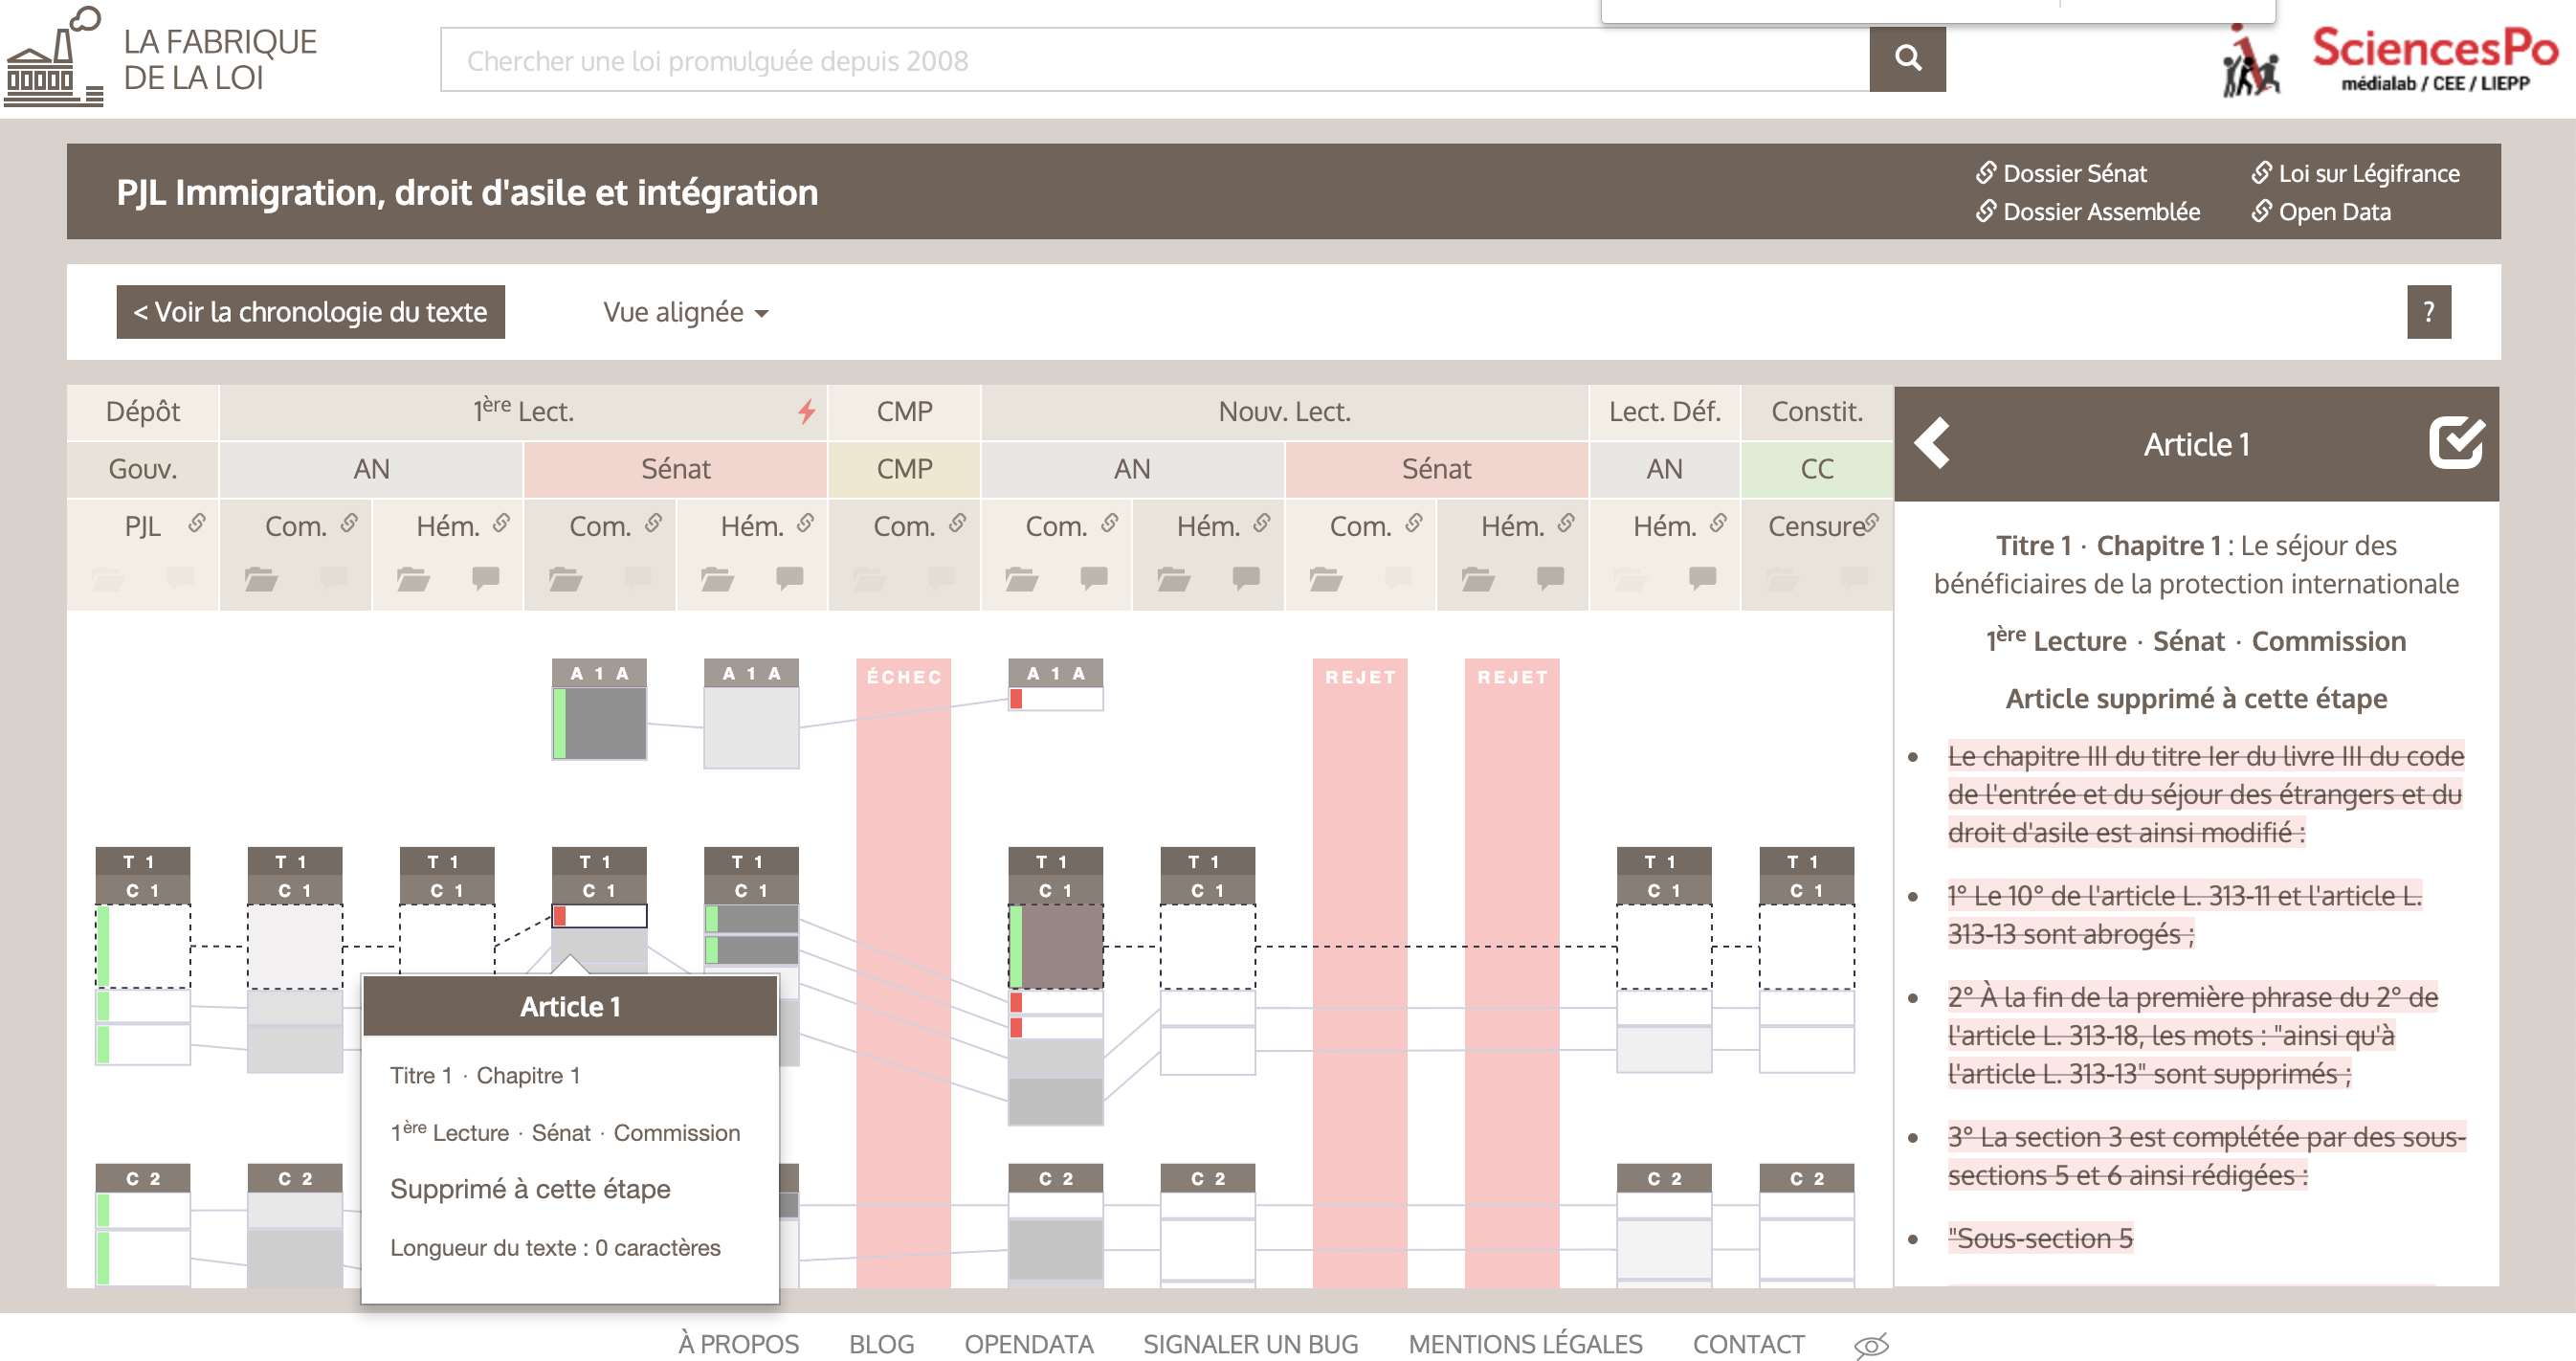 LA FABRIQUE
DE LA LOI
Chercher une loi promulguée depuis 2008
SciencesPo
médialab / CEE / LIEPP
PJL Immigration, droit d'asile et intégration
Dossier Sénat
Loi sur Légifrance
Dossier Assemblée
Open Data
< Voir la chronologie du texte
Vue alignée
?
Dépôt 1ère Lect. CMP Nouv. Lect. Lect. Déf. Constit.
Gouv. AN Sénat CMP AN Sénat AN CC
PJL Com. Hém. Com. Hém. Com. Com. Hém. Com. Hém. Hém. Censure
A 1 A A 1 A ÉCHEC A 1 A REJET REJET
T 1 T 1 T 1 T 1 T 1 T 1 T 1 T 1 T 1
C 1 C 1 C 1 C 1 C 1 C 1 C 1 C 1 C 1
C 2 C 2 C 2 C 2 C 2 C 2
Article 1
Titre 1 · Chapitre 1
1ère Lecture · Sénat · Commission
Supprimé à cette étape
Longueur du texte : 0 caractères
Article 1
Titre 1 · Chapitre 1 : Le séjour des
bénéficiaires de la protection internationale
1ère Lecture · Sénat · Commission
Article supprimé à cette étape
Le chapitre III du titre Ier du livre III du code
de l'entrée et du séjour des étrangers et du
droit d'asile est ainsi modifié :
1° Le 10° de l'article L. 313-11 et l'article L.
313-13 sont abrogés ;
2° À la fin de la première phrase du 2° de
l'article L. 313-18, les mots : "ainsi qu'à
l'article L. 313-13" sont supprimés ;
3° La section 3 est complétée par des sous-
sections 5 et 6 ainsi rédigées :
"Sous-section 5
À PROPOS BLOG OPENDATA SIGNALER UN BUG MENTIONS LÉGALES CONTACT